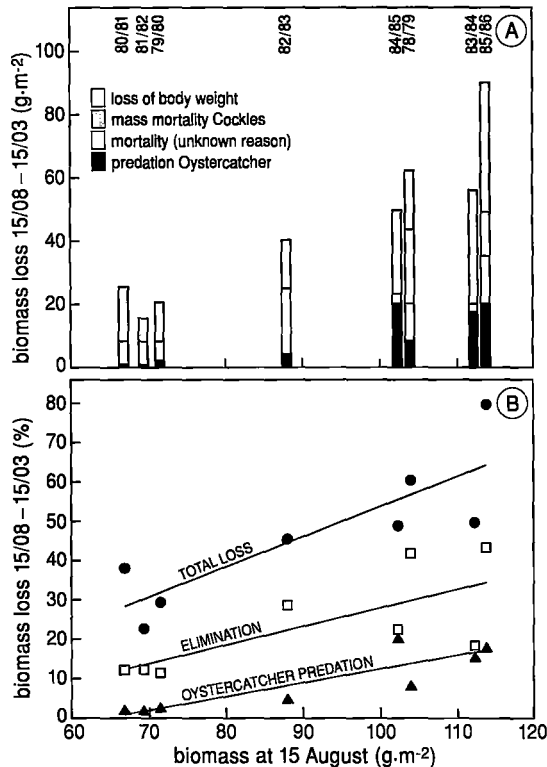 80/81
81/82
79/80
82/83
84/85
78/79
83/84
85/86
A
100
80
60
40
20
0
biomass loss 15/08 – 15/03 (g·m-2)
loss of body weight
mass mortality Cockles
mortality (unknown reason)
predation Oystercatcher
B
80
70
60
50
40
30
20
10
0
biomass loss 15/08 – 15/03 (%)
TOTAL LOSS
ELIMINATION
OYSTERCATCHER PREDATION
60 70 80 90 100 110 120
biomass at 15 August (g·m-2)